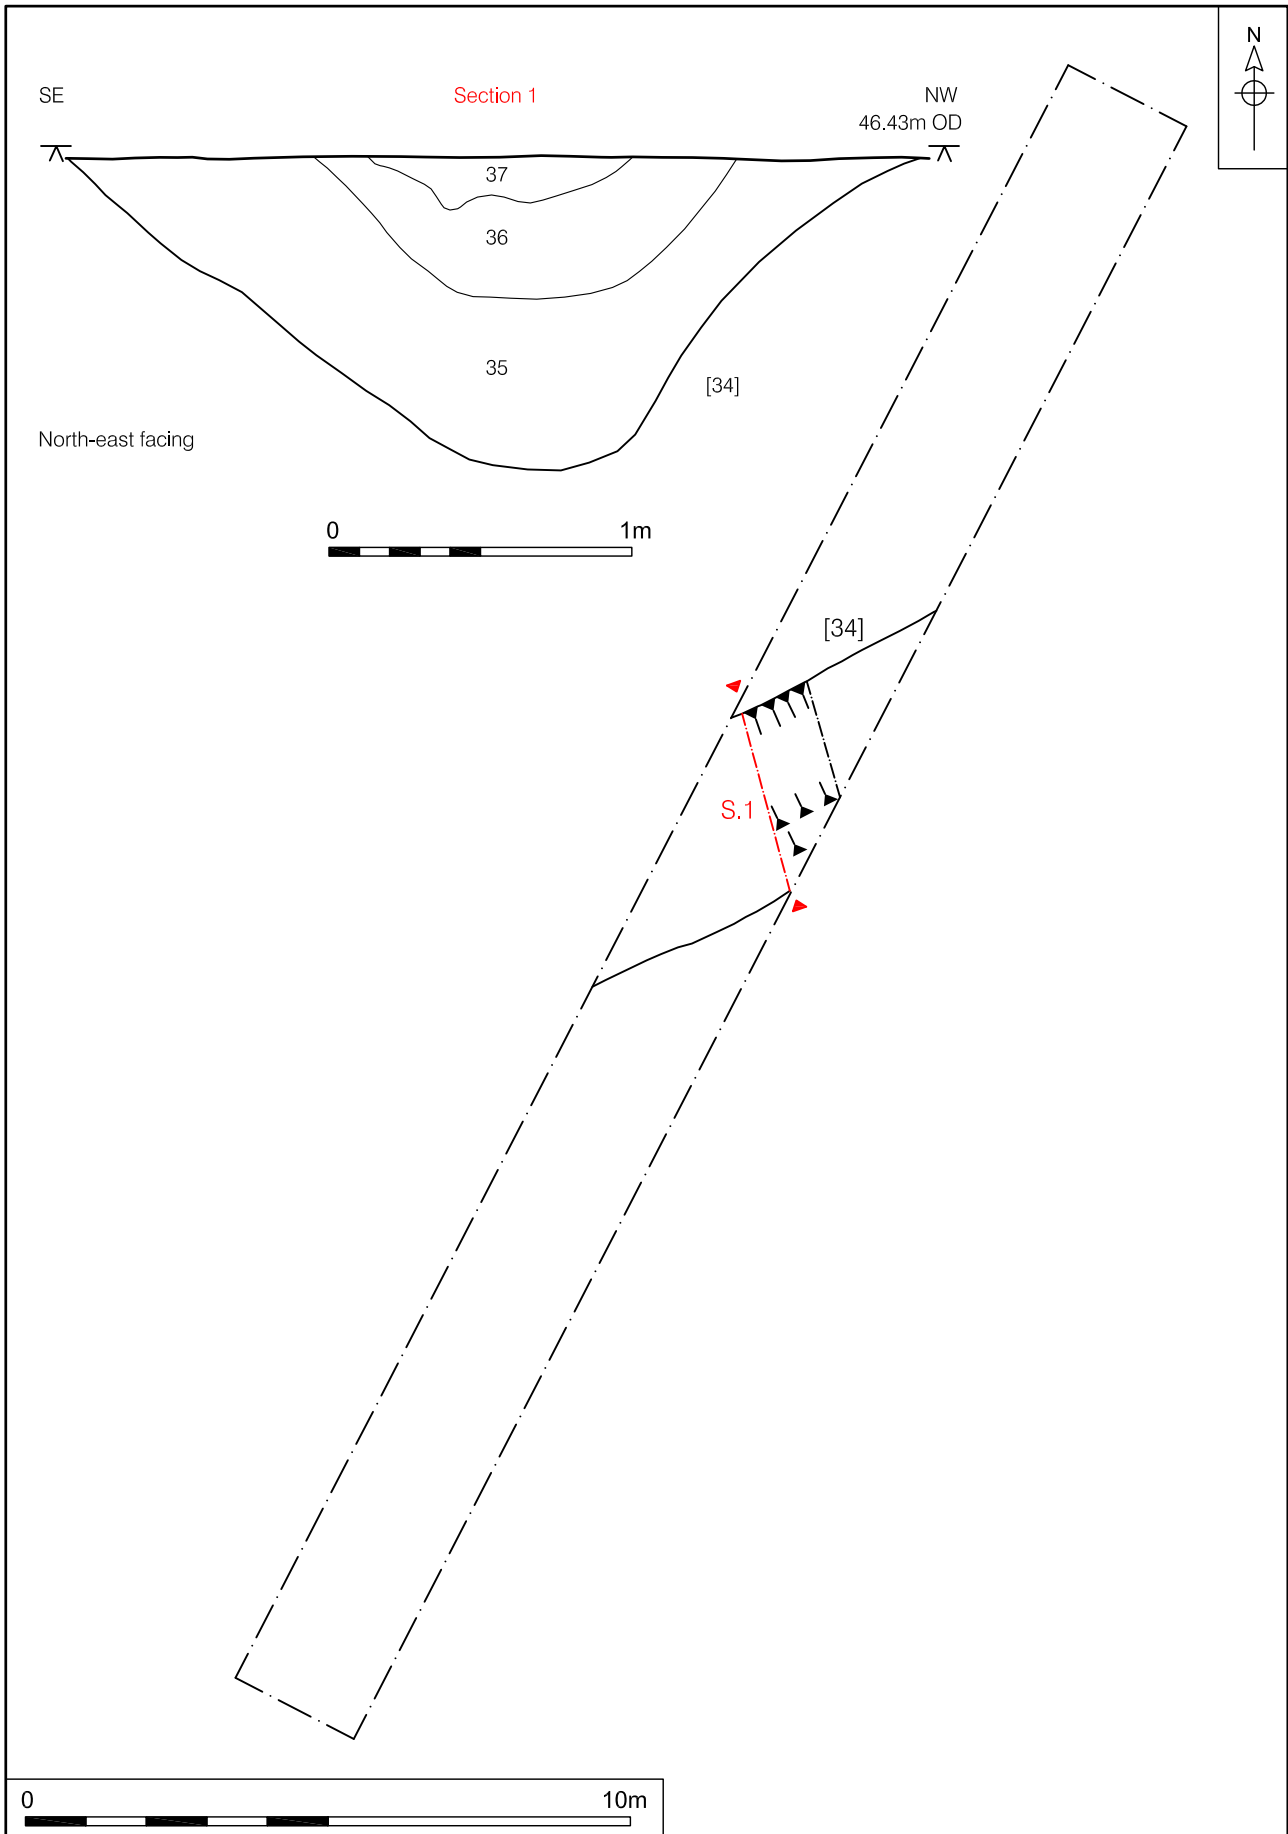 N
SE
Section 1
NW
46.43m OD
37
36
35
[34]
North-east facing
0 1m
[34]
S.1
0 10m